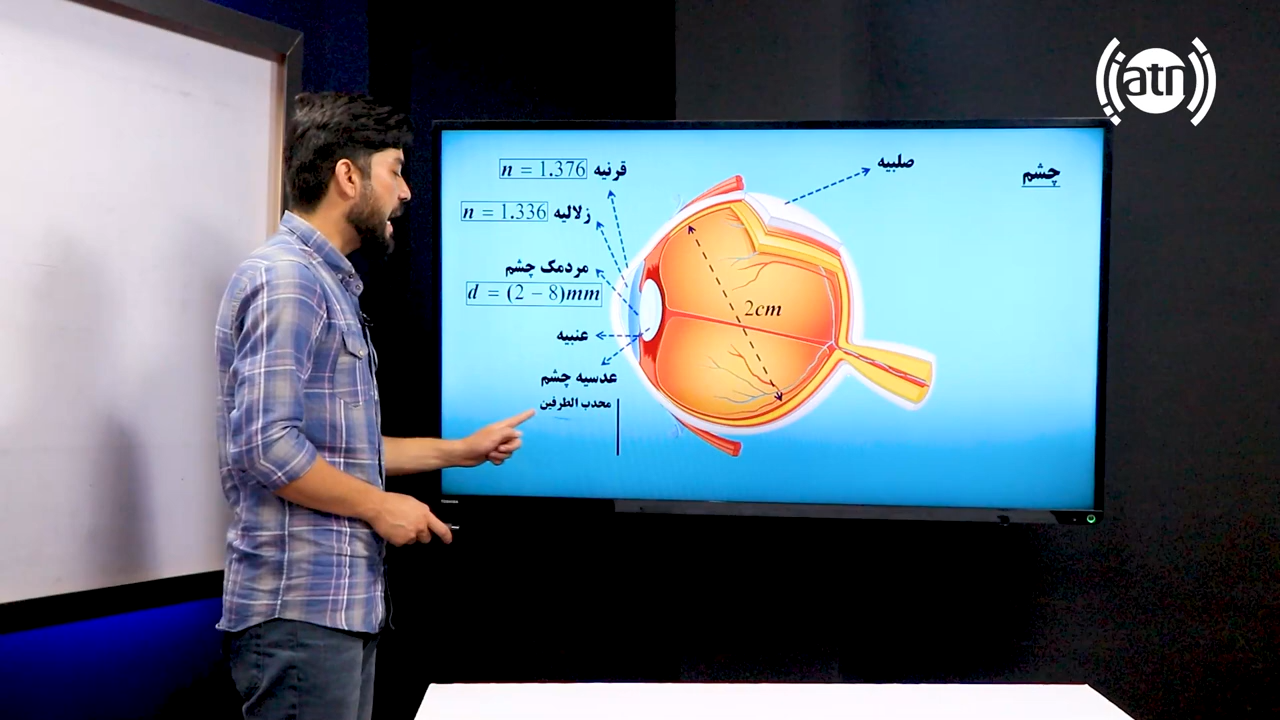 atn
چشم
صلبیه
قرنیه n = 1.376
زلالیه n = 1.336
مردمک چشم
d = (2 − 8)mm
2cm
عنبیه
عدسیه چشم
محدب الطرفین
TOSHIBA